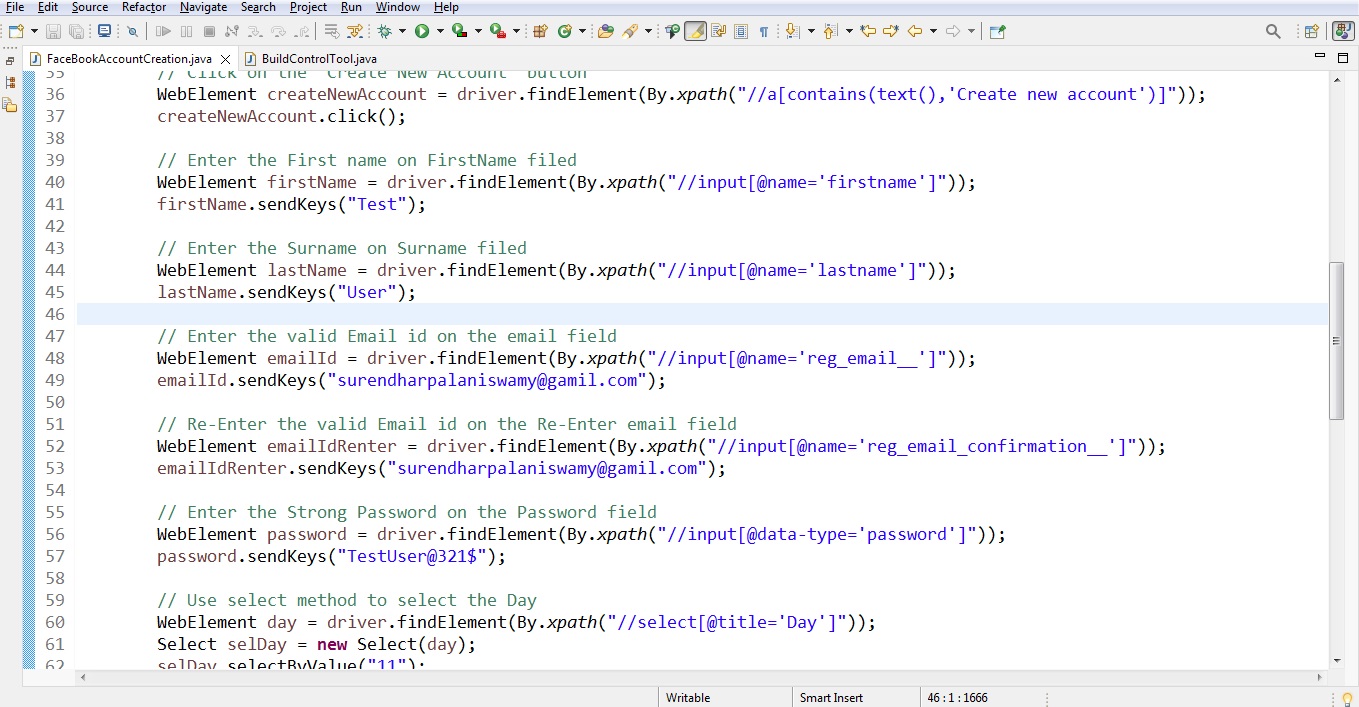 File Edit Source Refactor Navigate Search Project Run Window Help
FaceBookAccountCreation.java BuildControlTool.java
35 // Click on the "Create New Account" button
36 WebElement createNewAccount = driver.findElement(By.xpath("//a[contains(text(),'Create new account')]"));
37 createNewAccount.click();
38
39 // Enter the First name on FirstName filed
40 WebElement firstName = driver.findElement(By.xpath("//input[@name='firstname']"));
41 firstName.sendKeys("Test");
42
43 // Enter the Surname on Surname filed
44 WebElement lastName = driver.findElement(By.xpath("//input[@name='lastname']"));
45 lastName.sendKeys("User");
46
47 // Enter the valid Email id on the email field
48 WebElement emailId = driver.findElement(By.xpath("//input[@name='reg_email__']"));
49 emailId.sendKeys("surendharpalaniswamy@gamil.com");
50
51 // Re-Enter the valid Email id on the Re-Enter email field
52 WebElement emailIdRenter = driver.findElement(By.xpath("//input[@name='reg_email_confirmation__']"));
53 emailIdRenter.sendKeys("surendharpalaniswamy@gamil.com");
54
55 // Enter the Strong Password on the Password field
56 WebElement password = driver.findElement(By.xpath("//input[@data-type='password']"));
57 password.sendKeys("TestUser@321$");
58
59 // Use select method to select the Day
60 WebElement day = driver.findElement(By.xpath("//select[@title='Day']"));
61 Select selDay = new Select(day);
62 selDay.selectByValue("11");
Writable Smart Insert 46 : 1 : 1666